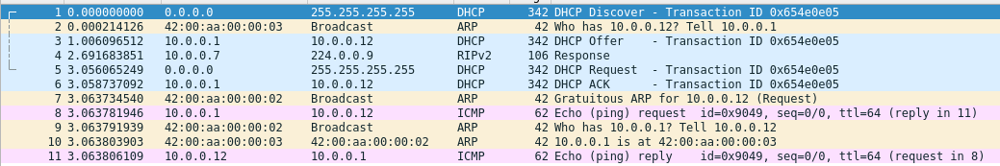 1 0.000000000 0.0.0.0 255.255.255.255 DHCP 342 DHCP Discover - Transaction ID 0x654e0e05
2 0.000214126 42:00:aa:00:00:03 Broadcast ARP 42 Who has 10.0.0.12? Tell 10.0.0.1
3 1.006096512 10.0.0.1 10.0.0.12 DHCP 342 DHCP Offer - Transaction ID 0x654e0e05
4 2.691683851 10.0.0.7 224.0.0.9 RIPv2 106 Response
5 3.056065249 0.0.0.0 255.255.255.255 DHCP 342 DHCP Request - Transaction ID 0x654e0e05
6 3.058737092 10.0.0.1 10.0.0.12 DHCP 342 DHCP ACK - Transaction ID 0x654e0e05
7 3.063734540 42:00:aa:00:00:02 Broadcast ARP 42 Gratuitous ARP for 10.0.0.12 (Request)
8 3.063781946 10.0.0.1 10.0.0.12 ICMP 62 Echo (ping) request id=0x9049, seq=0/0, ttl=64 (reply in 11)
9 3.063791939 42:00:aa:00:00:02 Broadcast ARP 42 Who has 10.0.0.1? Tell 10.0.0.12
10 3.063803903 42:00:aa:00:00:03 42:00:aa:00:00:02 ARP 42 10.0.0.1 is at 42:00:aa:00:00:03
11 3.063806109 10.0.0.12 10.0.0.1 ICMP 62 Echo (ping) reply id=0x9049, seq=0/0, ttl=64 (request in 8)